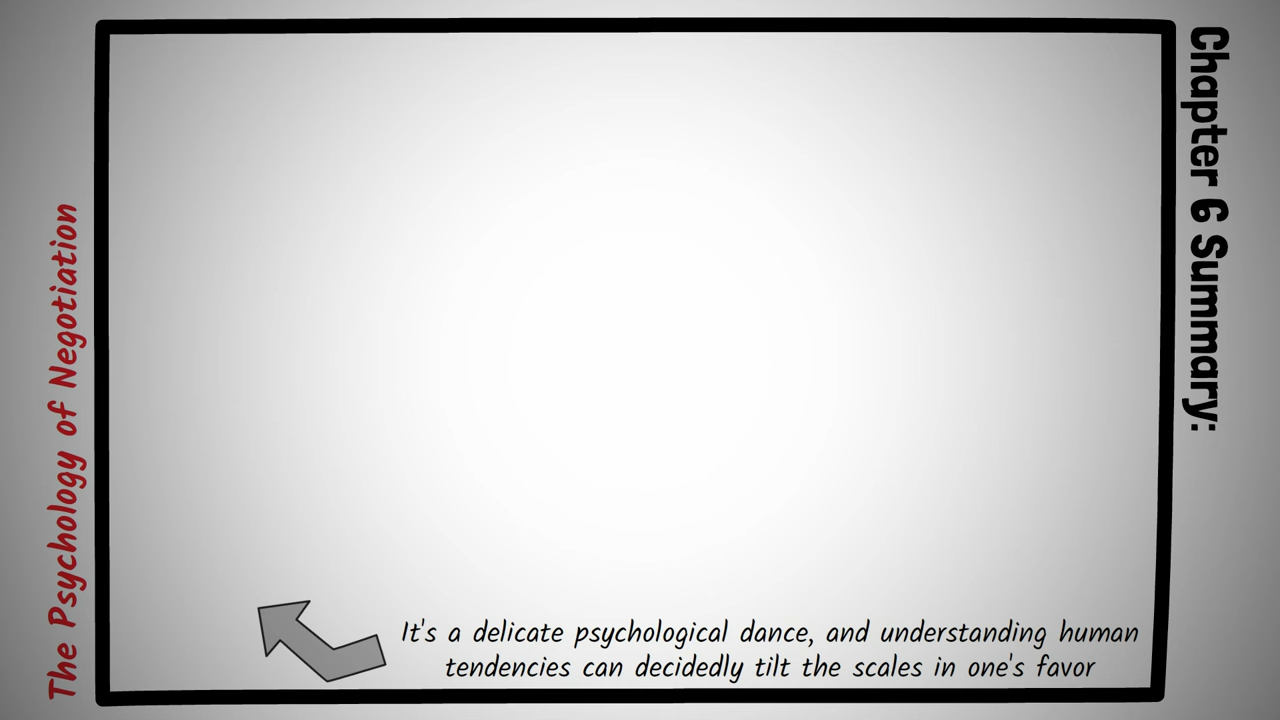 Chapter 6 Summary:
The Psychology of Negotiation
It's a delicate psychological dance, and understanding human
tendencies can decidedly tilt the scales in one's favor